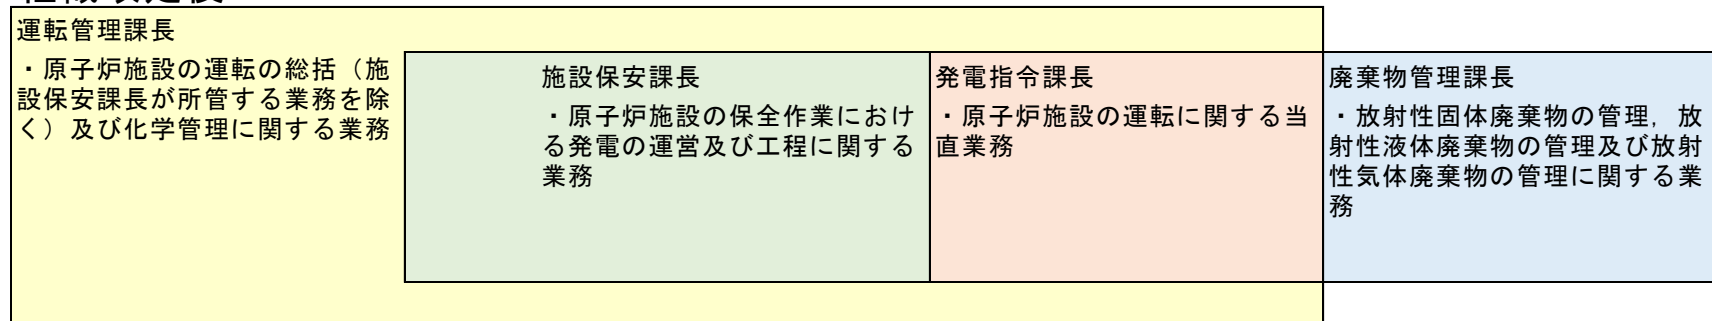 運転管理課長
・原子炉施設の運転の総括（施
設保安課長が所管する業務を除
く）及び化学管理に関する業務
施設保安課長
・原子炉施設の保全作業におけ
る発電の運営及び工程に関する
業務
発電指令課長
・原子炉施設の運転に関する当
直業務
廃棄物管理課長
・放射性固体廃棄物の管理，放
射性液体廃棄物の管理及び放射
性気体廃棄物の管理に関する業
務